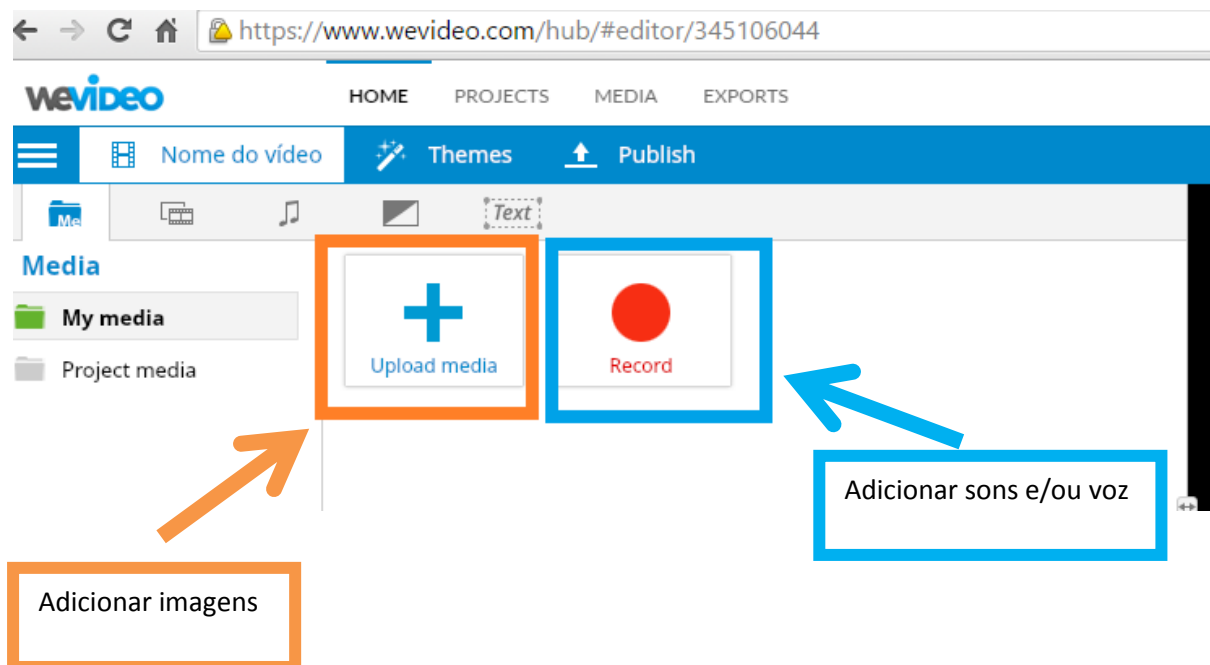 https://www.wevideo.com/hub/#editor/345106044
WeVIDEO HOME PROJECTS MEDIA EXPORTS
Nome do vídeo Themes Publish
Me Text
Media
My media
Project media
Upload media Record
Adicionar sons e/ou voz
Adicionar imagens